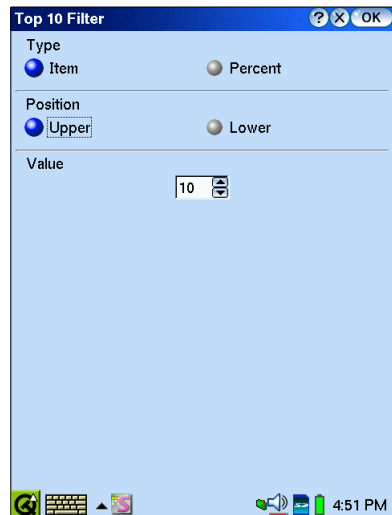 Top 10 Filter ? X OK
Type
Item Percent
Position
Upper Lower
Value
10
4:51 PM